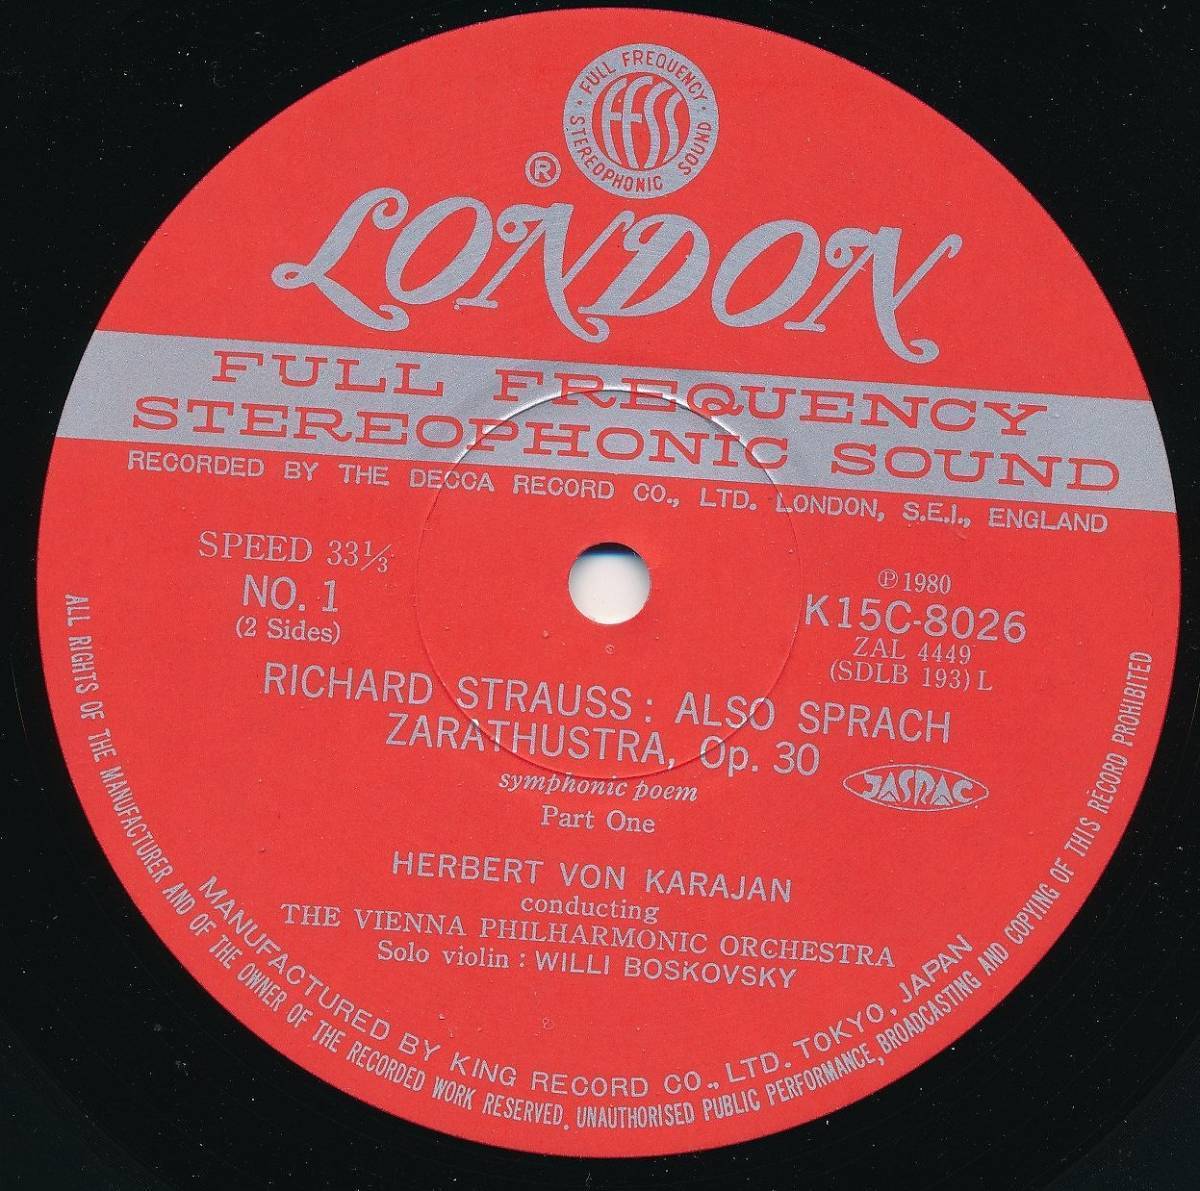 FULL FREQUENCY
STEREOPHONIC SOUND
FFSS
®
LONDON
FULL FREQUENCY
STEREOPHONIC SOUND
RECORDED BY THE DECCA RECORD CO., LTD. LONDON, S.E.I., ENGLAND
SPEED 33⅓
NO. 1
(2 Sides)
℗ 1980
K15C-8026
ZAL 4449
(SDLB 193) L
RICHARD STRAUSS : ALSO SPRACH
ZARATHUSTRA, Op. 30
symphonic poem
Part One
JASRAC
HERBERT VON KARAJAN
conducting
THE VIENNA PHILHARMONIC ORCHESTRA
Solo violin : WILLI BOSKOVSKY
MANUFACTURED BY KING RECORD CO., LTD. TOKYO, JAPAN
ALL RIGHTS OF THE MANUFACTURER AND OF THE OWNER OF THE RECORDED WORK RESERVED. UNAUTHORISED PUBLIC PERFORMANCE, BROADCASTING AND COPYING OF THIS RECORD PROHIBITED